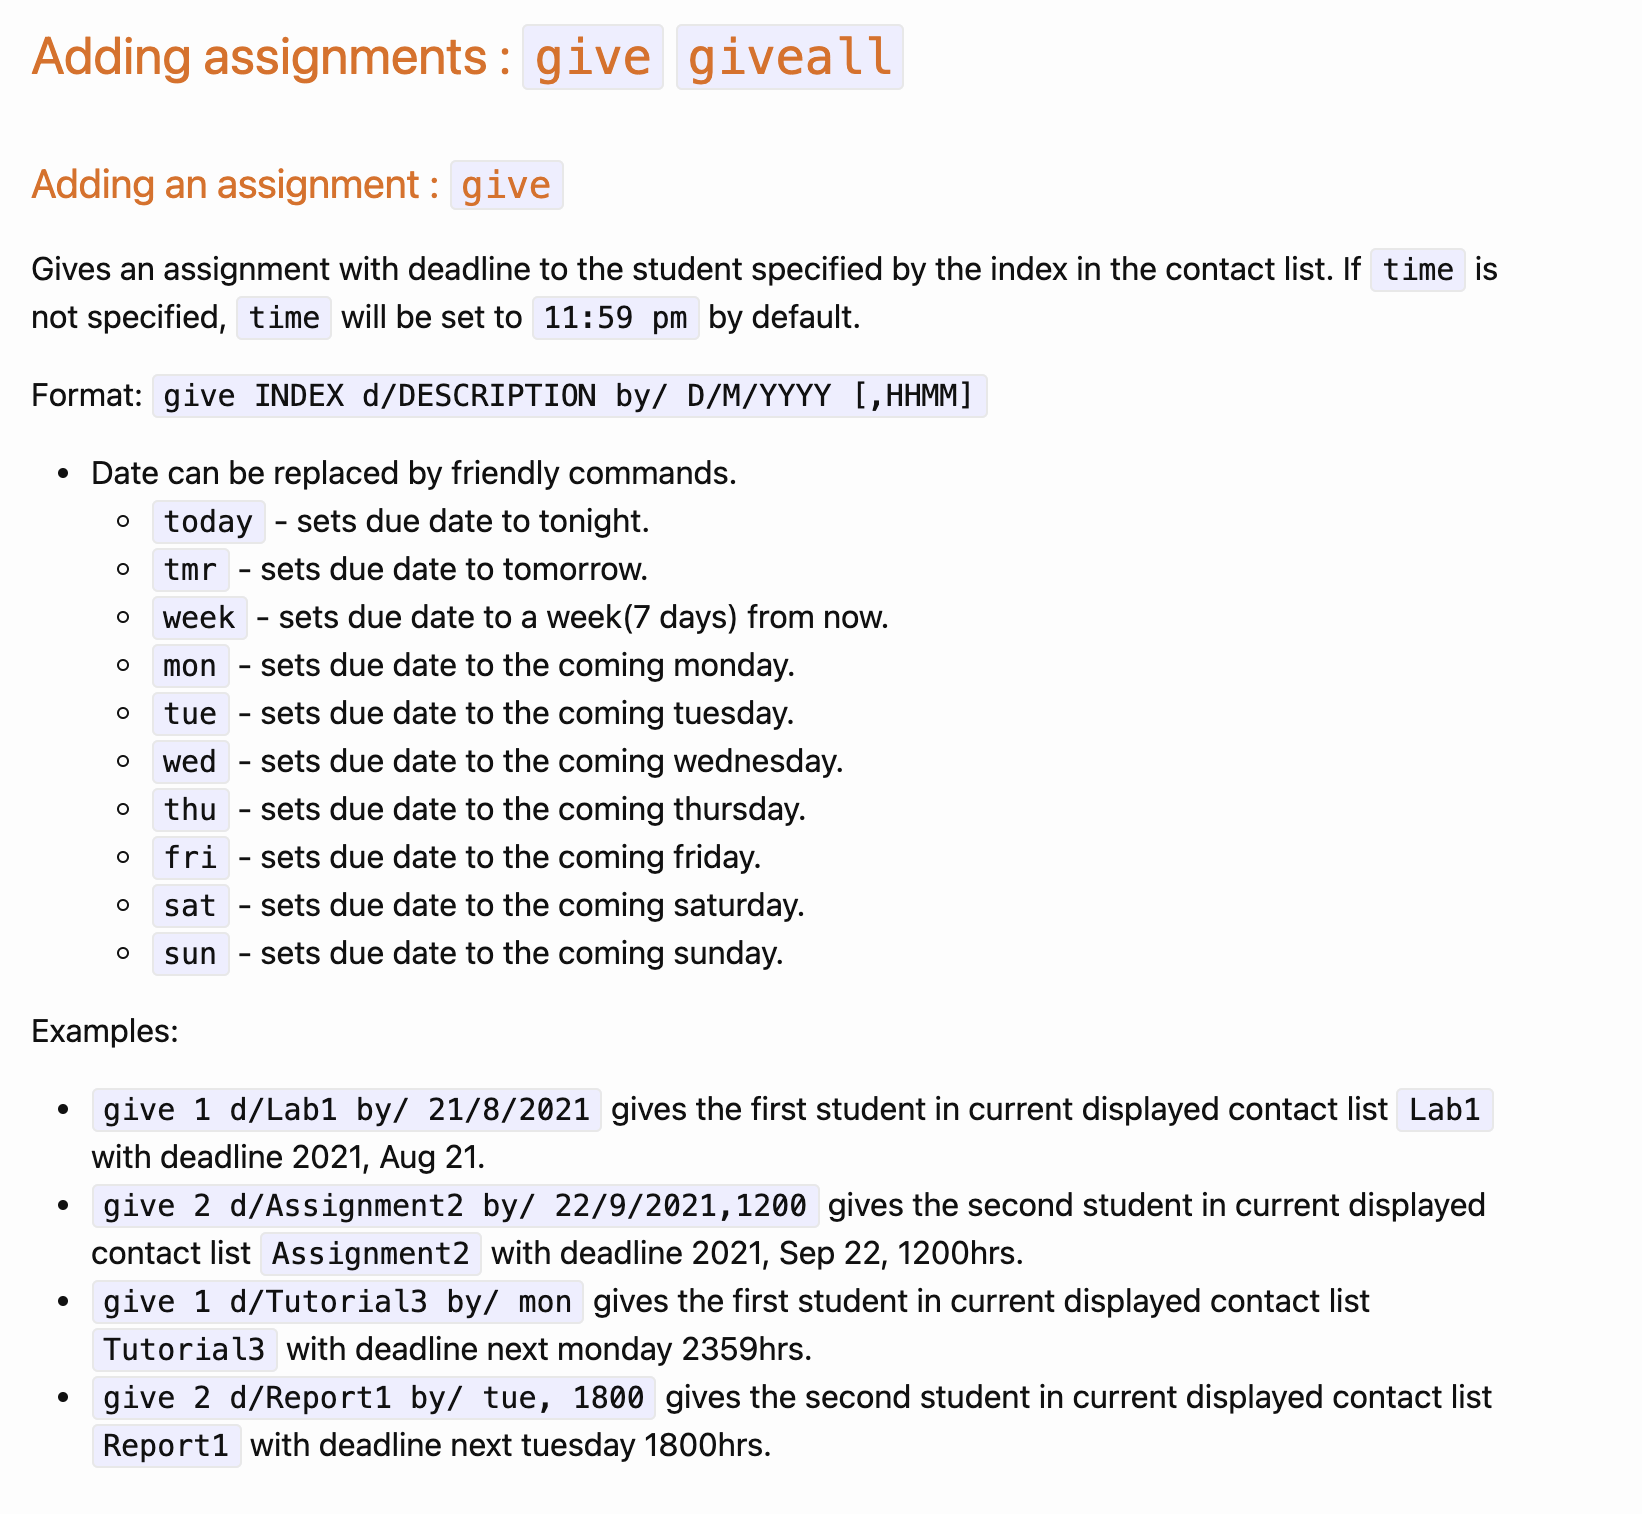 Adding assignments : give giveall
Adding an assignment : give
Gives an assignment with deadline to the student specified by the index in the contact list. If time is
not specified, time will be set to 11:59 pm by default.
Format: give INDEX d/DESCRIPTION by/ D/M/YYYY [,HHMM]
• Date can be replaced by friendly commands.
◦ today - sets due date to tonight.
◦ tmr - sets due date to tomorrow.
◦ week - sets due date to a week(7 days) from now.
◦ mon - sets due date to the coming monday.
◦ tue - sets due date to the coming tuesday.
◦ wed - sets due date to the coming wednesday.
◦ thu - sets due date to the coming thursday.
◦ fri - sets due date to the coming friday.
◦ sat - sets due date to the coming saturday.
◦ sun - sets due date to the coming sunday.
Examples:
• give 1 d/Lab1 by/ 21/8/2021 gives the first student in current displayed contact list Lab1
with deadline 2021, Aug 21.
• give 2 d/Assignment2 by/ 22/9/2021,1200 gives the second student in current displayed
contact list Assignment2 with deadline 2021, Sep 22, 1200hrs.
• give 1 d/Tutorial3 by/ mon gives the first student in current displayed contact list
Tutorial3 with deadline next monday 2359hrs.
• give 2 d/Report1 by/ tue, 1800 gives the second student in current displayed contact list
Report1 with deadline next tuesday 1800hrs.